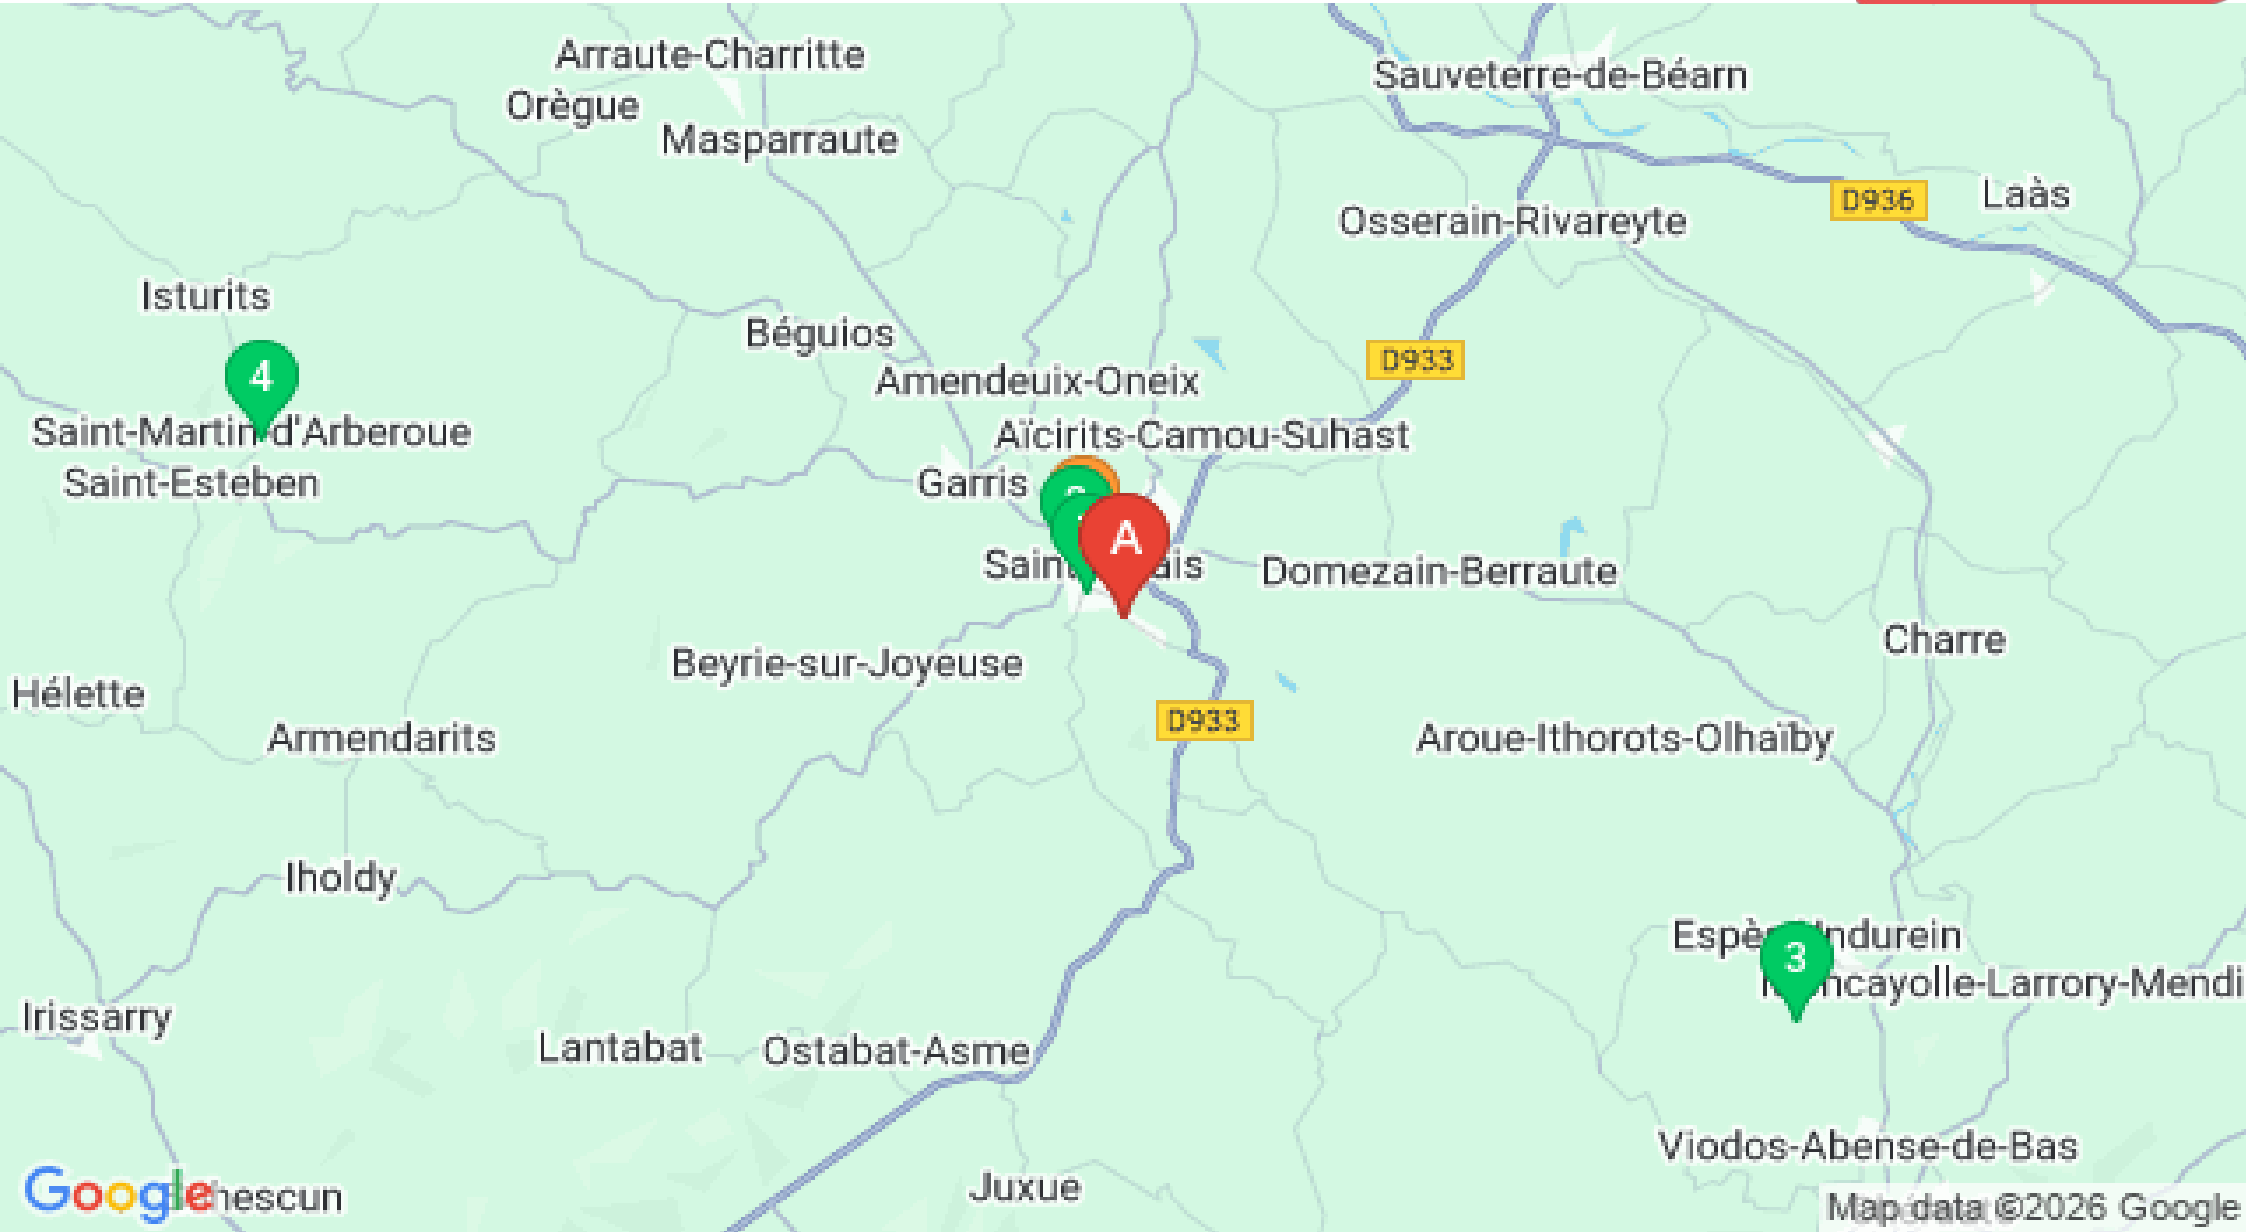 Arraute-Charritte
Sauveterre-de-Béarn
Orègue
Masparraute
D936
Laàs
Osserain-Rivareyte
Isturits
Béguios
D933
4
Amendeuix-Oneix
Saint-Martin-d'Arberoue
Aïcirits-Camou-Suhast
Saint-Esteben
Garris
A
Domezain-Berraute
Charre
Beyrie-sur-Joyeuse
Hélette
D933
Armendarits
Aroue-Ithorots-Olhaïby
Iholdy
3
Irissarry
Lantabat
Ostabat-Asme
Viodos-Abense-de-Bas
Juxue
Google
Map data ©2026 Google